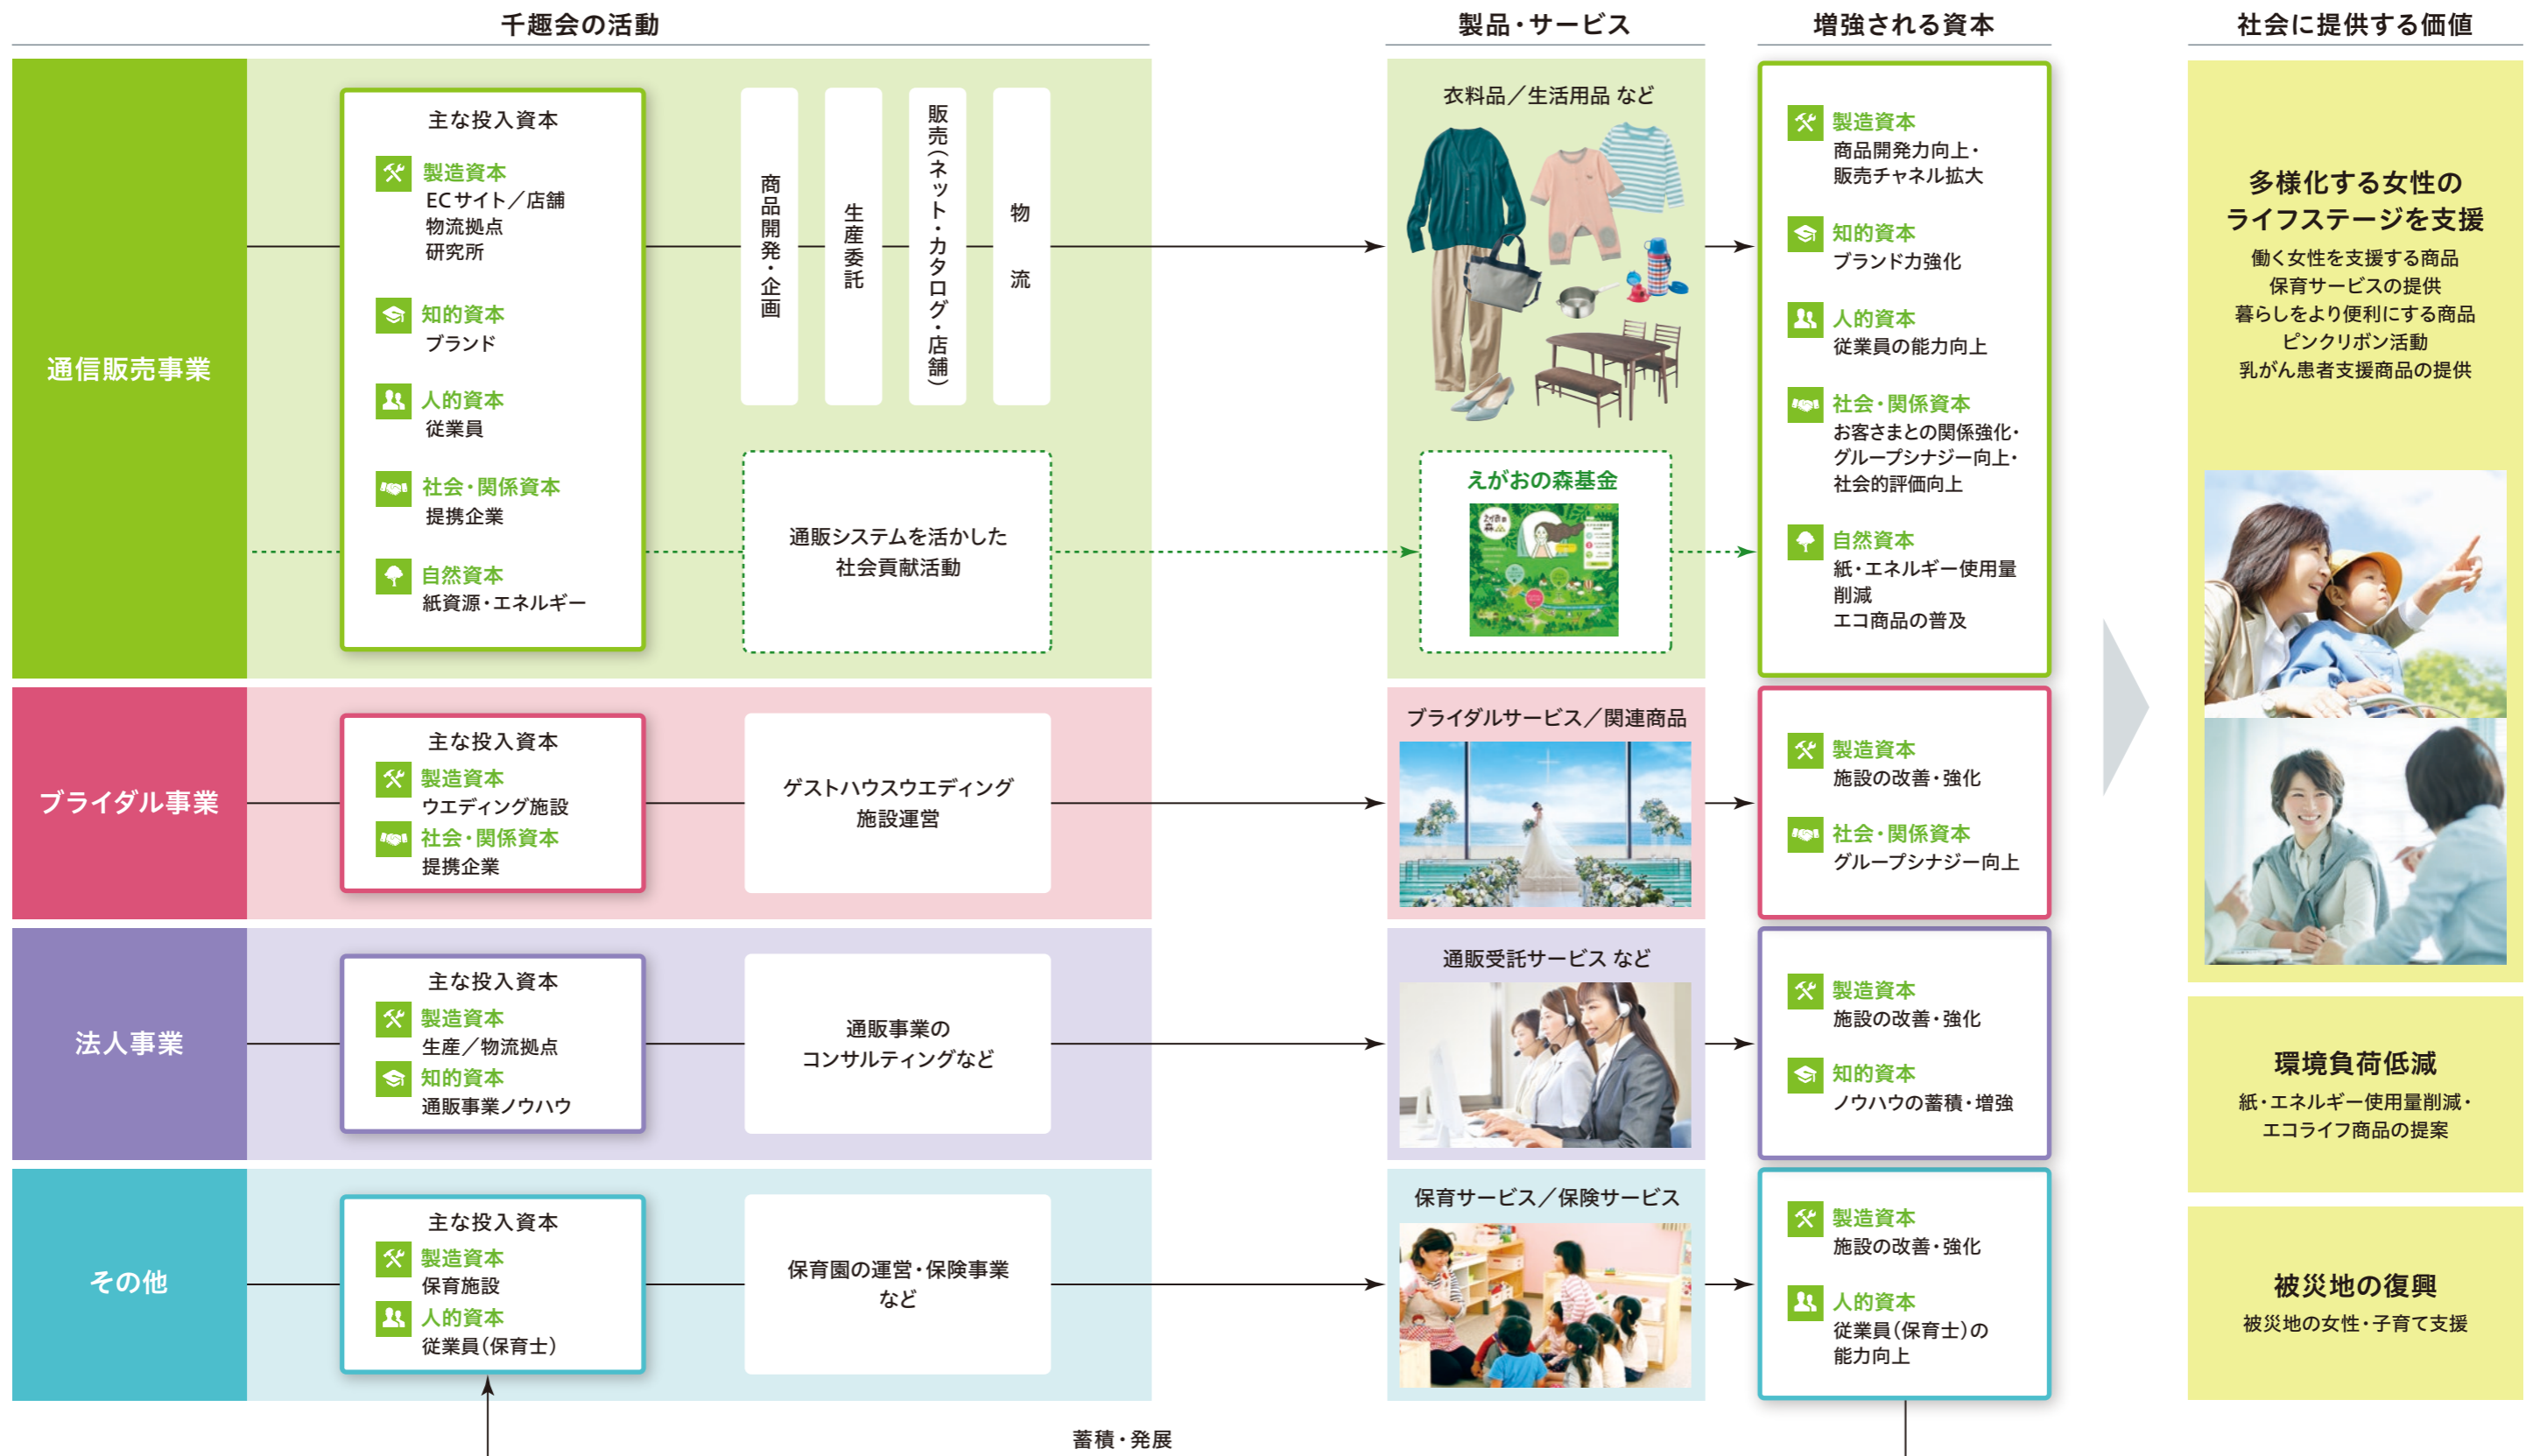 千趣会の活動
製品・サービス
増強される資本
社会に提供する価値
通信販売事業
主な投入資本
製造資本
ECサイト／店舗
物流拠点
研究所
知的資本
ブランド
人的資本
従業員
社会・関係資本
提携企業
自然資本
紙資源・エネルギー
商品開発・企画
生産委託
販売（ネット・カタログ・店舗）
物流
通販システムを活かした
社会貢献活動
衣料品／生活用品 など
えがおの森基金
製造資本
商品開発力向上・
販売チャネル拡大
知的資本
ブランド力強化
人的資本
従業員の能力向上
社会・関係資本
お客さまとの関係強化・
グループシナジー向上・
社会的評価向上
自然資本
紙・エネルギー使用量
削減
エコ商品の普及
ブライダル事業
主な投入資本
製造資本
ウエディング施設
社会・関係資本
提携企業
ゲストハウスウエディング
施設運営
ブライダルサービス／関連商品
製造資本
施設の改善・強化
社会・関係資本
グループシナジー向上
法人事業
主な投入資本
製造資本
生産／物流拠点
知的資本
通販事業ノウハウ
通販事業の
コンサルティングなど
通販受託サービス など
製造資本
施設の改善・強化
知的資本
ノウハウの蓄積・増強
その他
主な投入資本
製造資本
保育施設
人的資本
従業員（保育士）
保育園の運営・保険事業
など
保育サービス／保険サービス
製造資本
施設の改善・強化
人的資本
従業員（保育士）の
能力向上
蓄積・発展
多様化する女性の
ライフステージを支援
働く女性を支援する商品
保育サービスの提供
暮らしをより便利にする商品
ピンクリボン活動
乳がん患者支援商品の提供
環境負荷低減
紙・エネルギー使用量削減・
エコライフ商品の提案
被災地の復興
被災地の女性・子育て支援